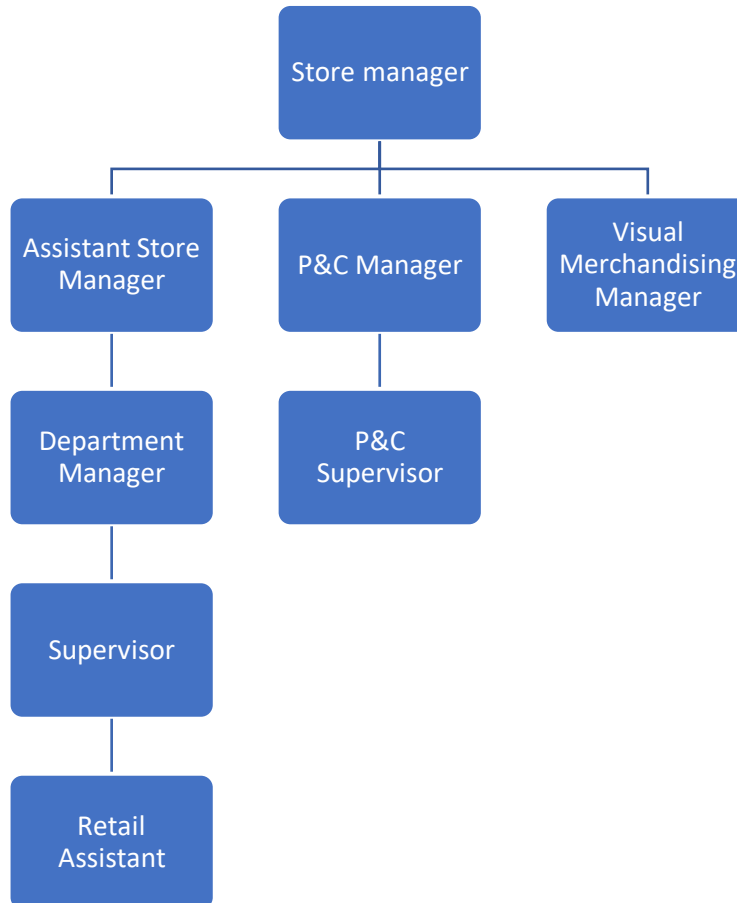 Store manager
Assistant Store
Manager
P&C Manager
Visual
Merchandising
Manager
Department
Manager
P&C
Supervisor
Supervisor
Retail
Assistant